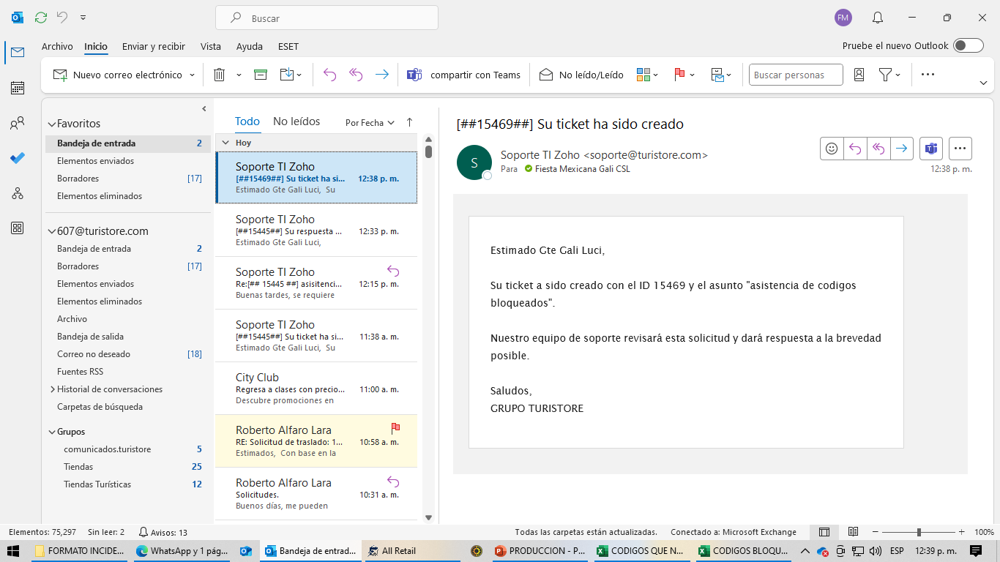 Buscar
FM
Archivo Inicio Enviar y recibir Vista Ayuda ESET
Pruebe el nuevo Outlook
Nuevo correo electrónico
compartir con Teams
No leído/Leído
Buscar personas
Favoritos
Bandeja de entrada 2
Elementos enviados
Borradores [17]
Elementos eliminados
607@turistore.com
Bandeja de entrada 2
Borradores [17]
Elementos enviados
Elementos eliminados
Archivo
Bandeja de salida
Correo no deseado [18]
Fuentes RSS
Historial de conversaciones
Carpetas de búsqueda
Grupos
comunicados.turistore 5
Tiendas 25
Tiendas Turísticas 12
Todo No leídos Por Fecha
Hoy
Soporte TI Zoho
[##15469##] Su ticket ha si... 12:38 p. m.
Estimado Gte Gali Luci, Su
Soporte TI Zoho
[##15445##] Su respuesta ... 12:33 p. m.
Estimado Gte Gali Luci,
Soporte TI Zoho
Re:[## 15445 ##] asisitenci... 12:15 p. m.
Buenas tardes, se requiere
Soporte TI Zoho
[##15445##] Su ticket ha si... 11:38 a. m.
Estimado Gte Gali Luci, Su
City Club
Regresa a clases con precio... 11:00 a. m.
Descubre promociones en
Roberto Alfaro Lara
RE: Solicitud de traslado: 1... 10:58 a. m.
Estimados, Con base en la
Roberto Alfaro Lara
Solicitudes. 10:31 a. m.
Buenos días, me pueden
[##15469##] Su ticket ha sido creado
S
Soporte TI Zoho <soporte@turistore.com>
Para Fiesta Mexicana Gali CSL
12:38 p. m.
Estimado Gte Gali Luci,
Su ticket a sido creado con el ID 15469 y el asunto "asistencia de codigos
bloqueados".
Nuestro equipo de soporte revisará esta solicitud y dará respuesta a la brevedad
posible.
Saludos,
GRUPO TURISTORE
Elementos: 75,297 Sin leer: 2 Avisos: 13 Todas las carpetas están actualizadas. Conectado a: Microsoft Exchange 100%
FORMATO INCIDE... WhatsApp y 1 pág... Bandeja de entrad... All Retail PRODUCCION - P... CODIGOS QUE N... CODIGOS BLOQU... ESP 12:39 p. m.